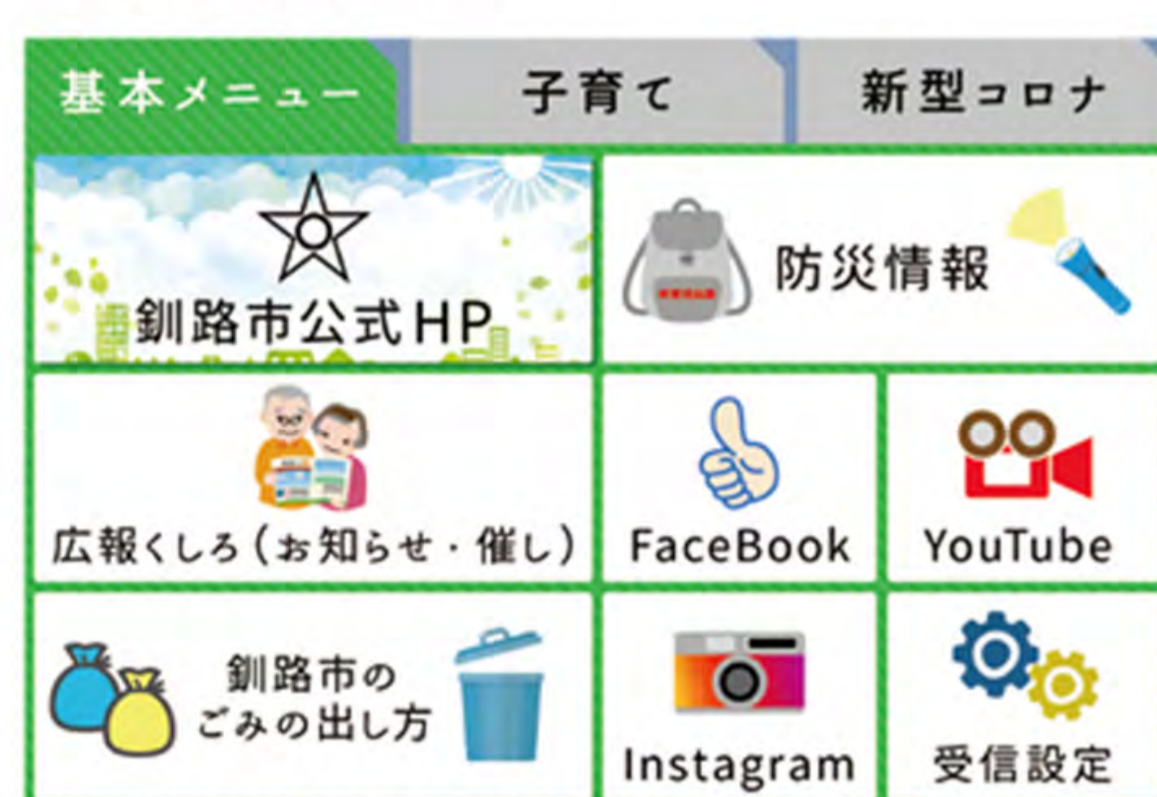 基本メニュー
子育て
新型コロナ
釧路市公式HP
防災情報
広報くしろ(お知らせ・催し)
FaceBook
YouTube
釧路市の
ごみの出し方
Instagram
受信設定